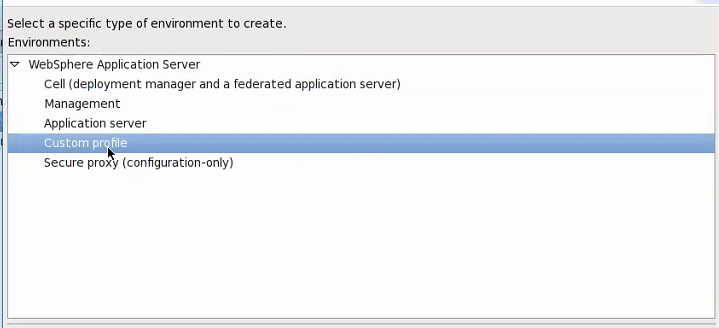 Select a specific type of environment to create.
Environments:
WebSphere Application Server
Cell (deployment manager and a federated application server)
Management
Application server
Custom profile
Secure proxy (configuration-only)